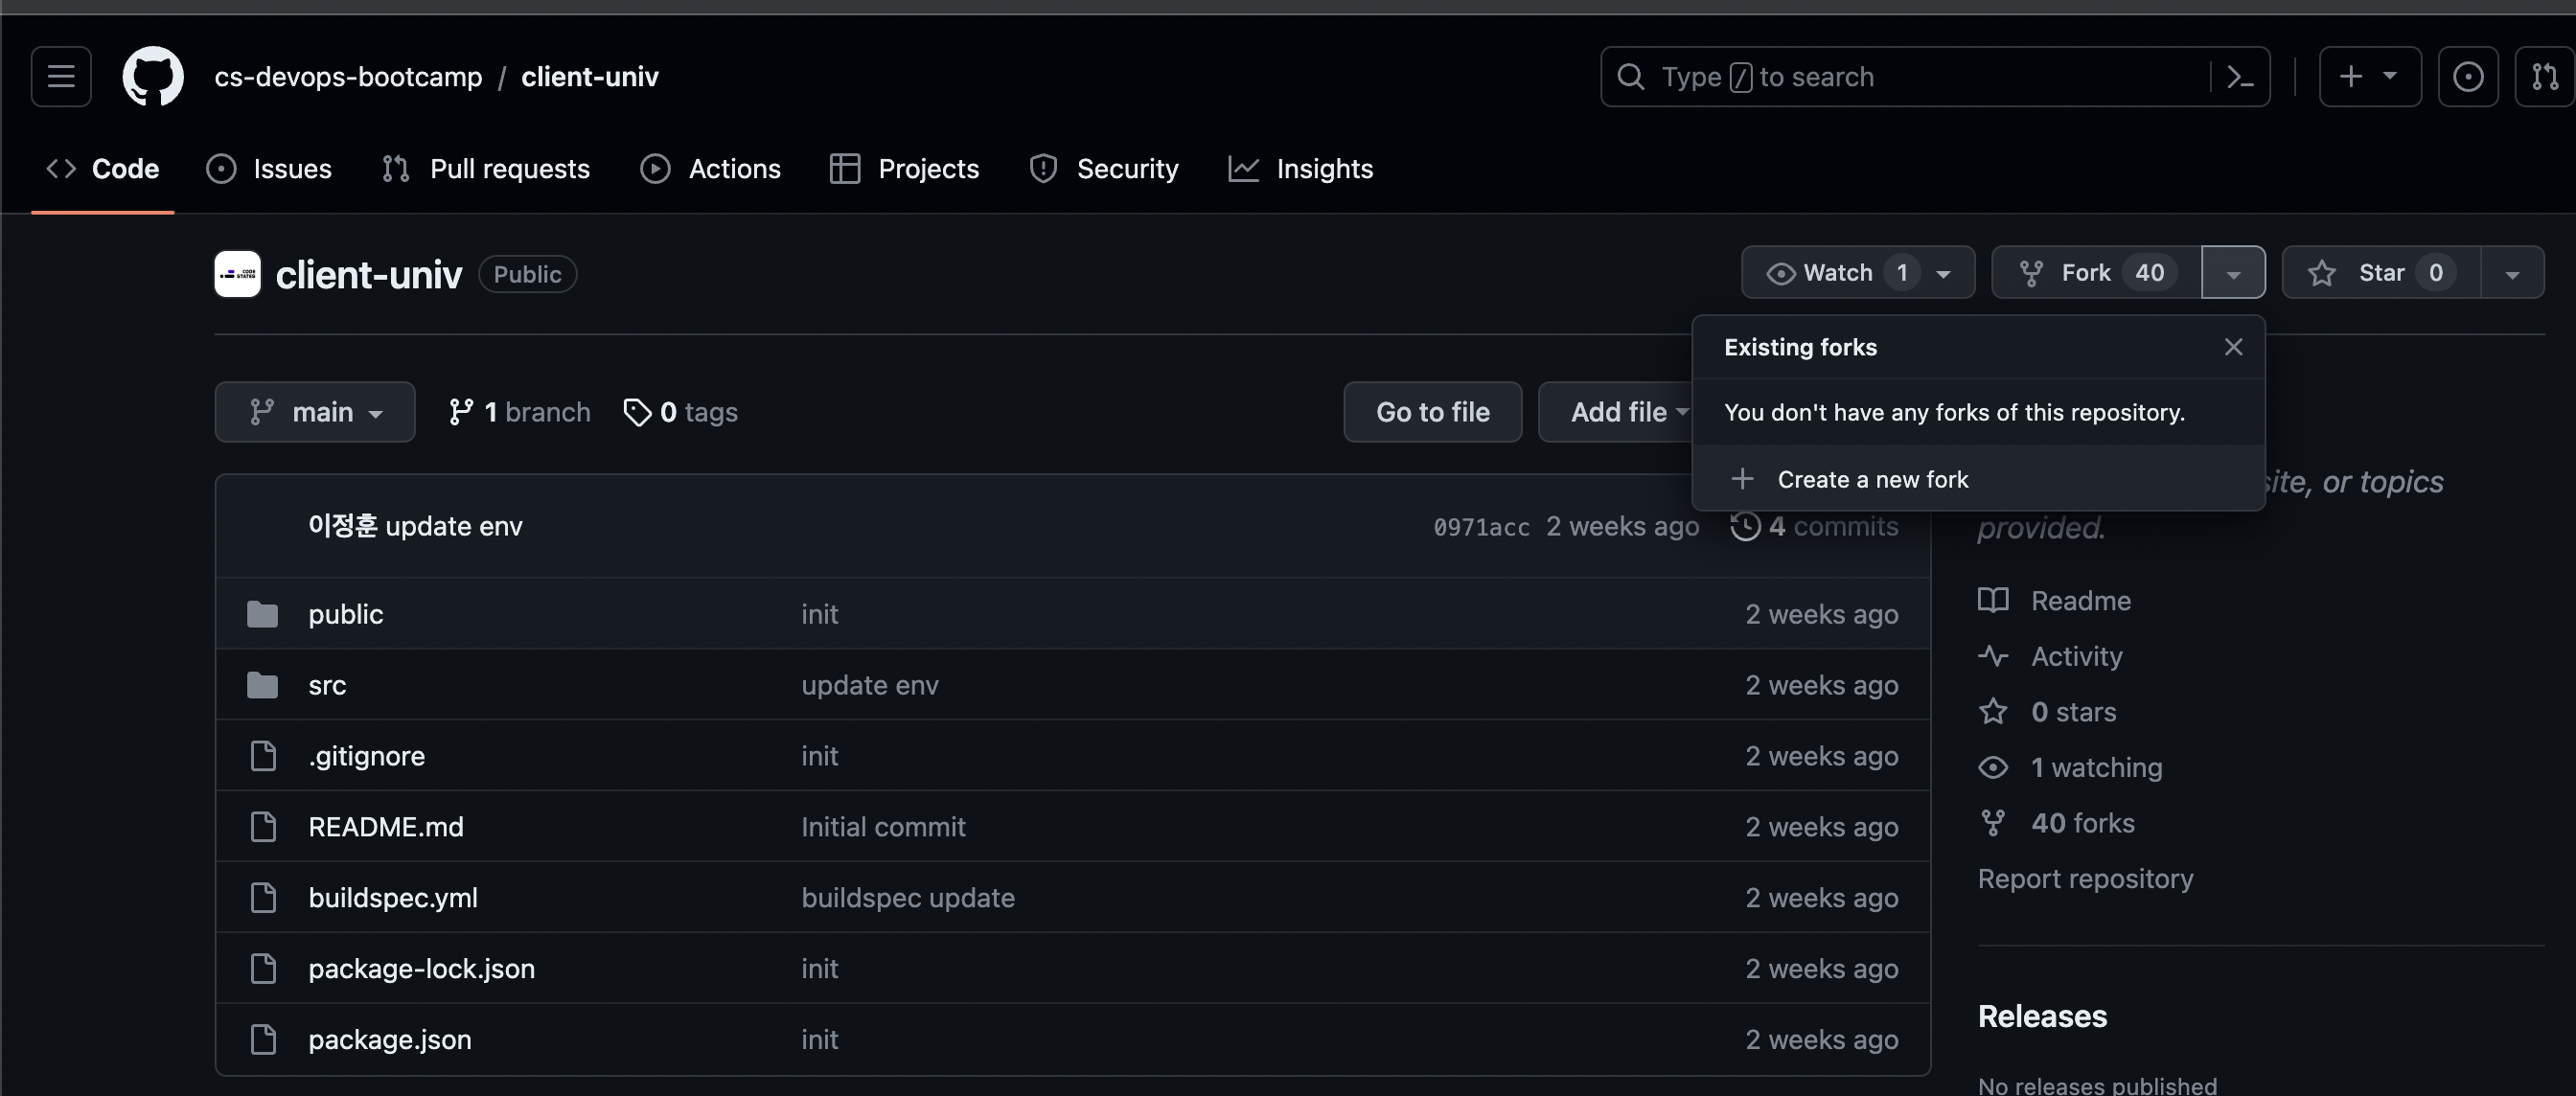 cs-devops-bootcamp / client-univ
Type / to search
Code Issues Pull requests Actions Projects Security Insights
CODE STATES
client-univ Public
Watch 1 Fork 40 Star 0
Existing forks
You don't have any forks of this repository.
Create a new fork
main 1 branch 0 tags
Go to file Add file
이정훈 update env 0971acc 2 weeks ago 4 commits
public init 2 weeks ago
src update env 2 weeks ago
.gitignore init 2 weeks ago
README.md Initial commit 2 weeks ago
buildspec.yml buildspec update 2 weeks ago
package-lock.json init 2 weeks ago
package.json init 2 weeks ago
site, or topics
provided.
Readme
Activity
0 stars
1 watching
40 forks
Report repository
Releases
No releases published